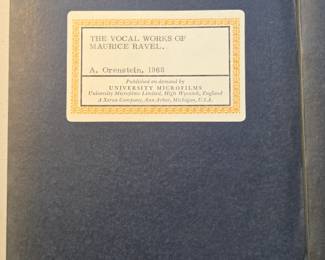 THE VOCAL WORKS OF
MAURICE RAVEL.
A. Orenstein, 1968
Published on demand by
UNIVERSITY MICROFILMS
University Microfilms Limited, High Wycomb, England
A Xerox Company, Ann Arbor, Michigan, U.S.A.